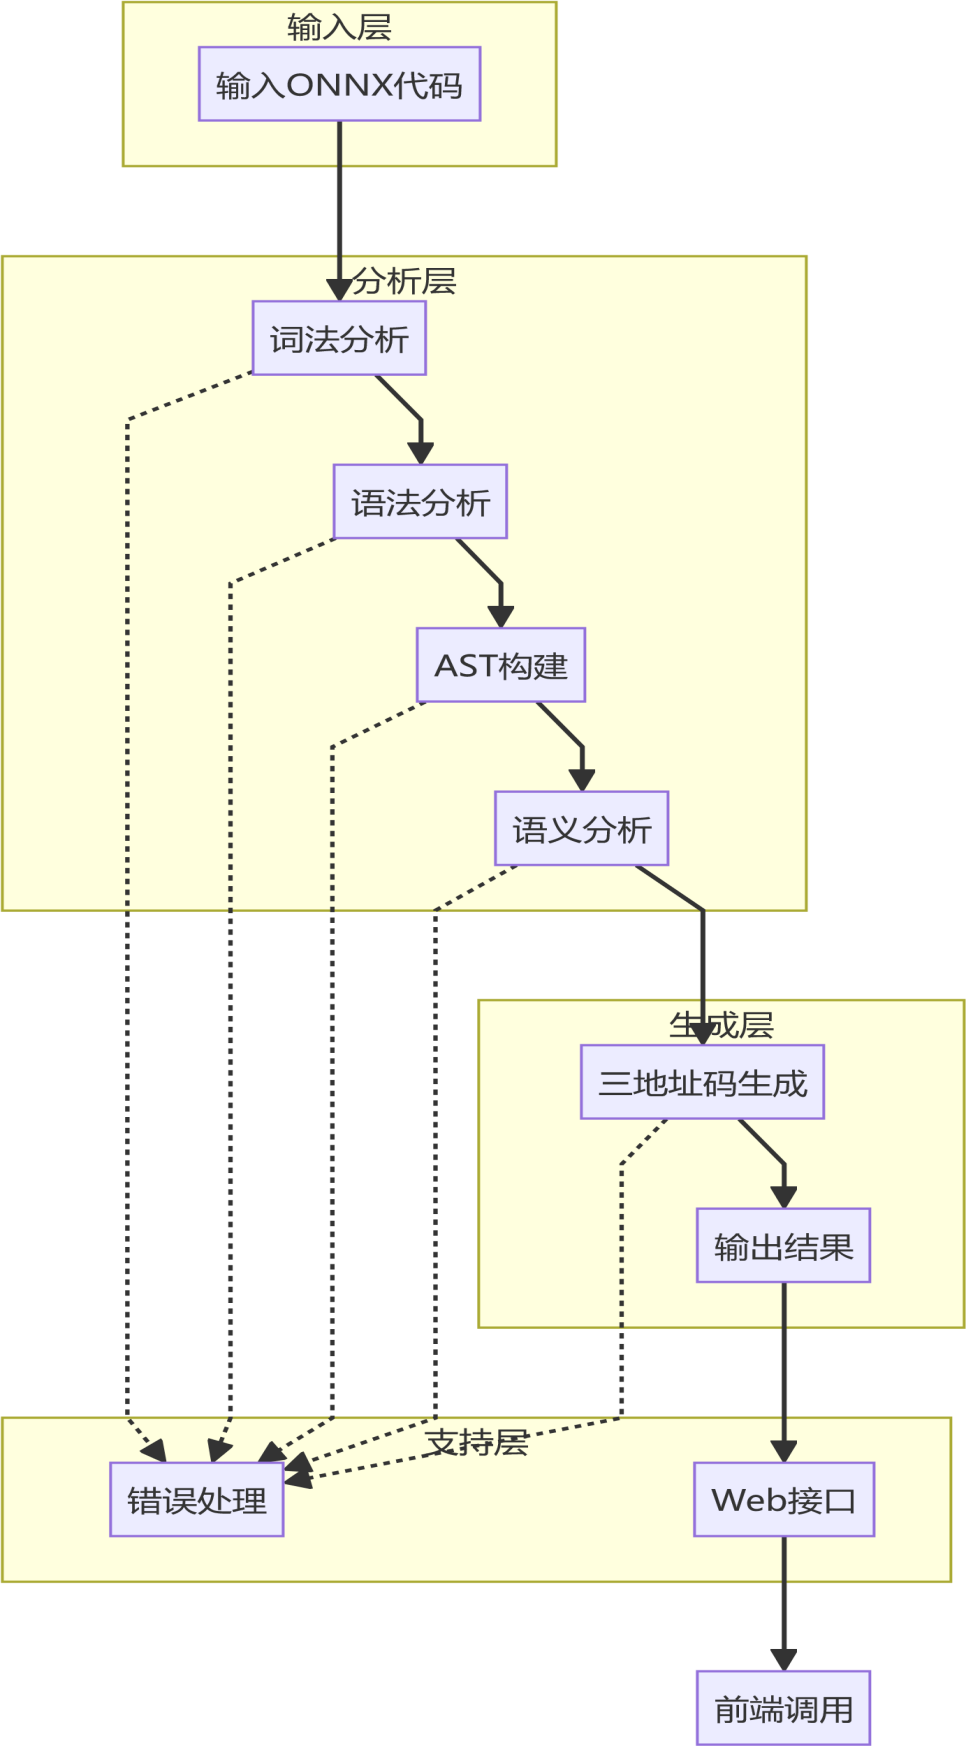 输入层
输入ONNX代码
分析层
词法分析
语法分析
AST构建
语义分析
生成层
三地址码生成
输出结果
支持层
错误处理
Web接口
前端调用